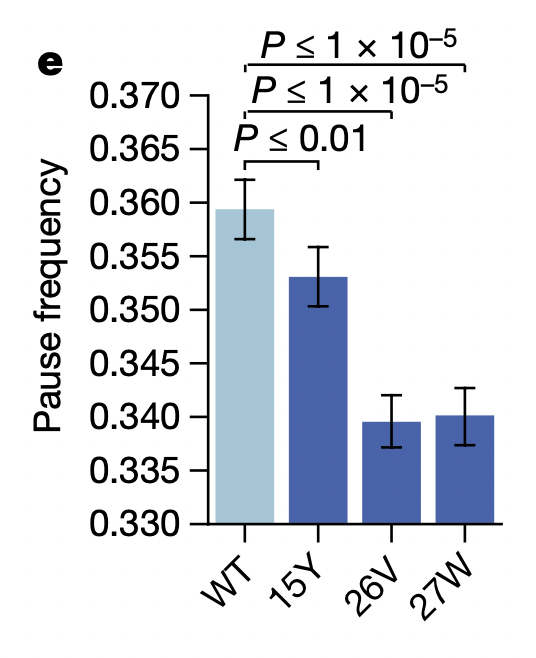 e
P ≤ 1 × 10⁻⁵
P ≤ 1 × 10⁻⁵
P ≤ 0.01
Pause frequency
0.370
0.365
0.360
0.355
0.350
0.345
0.340
0.335
0.330
WT
15Y
26V
27W